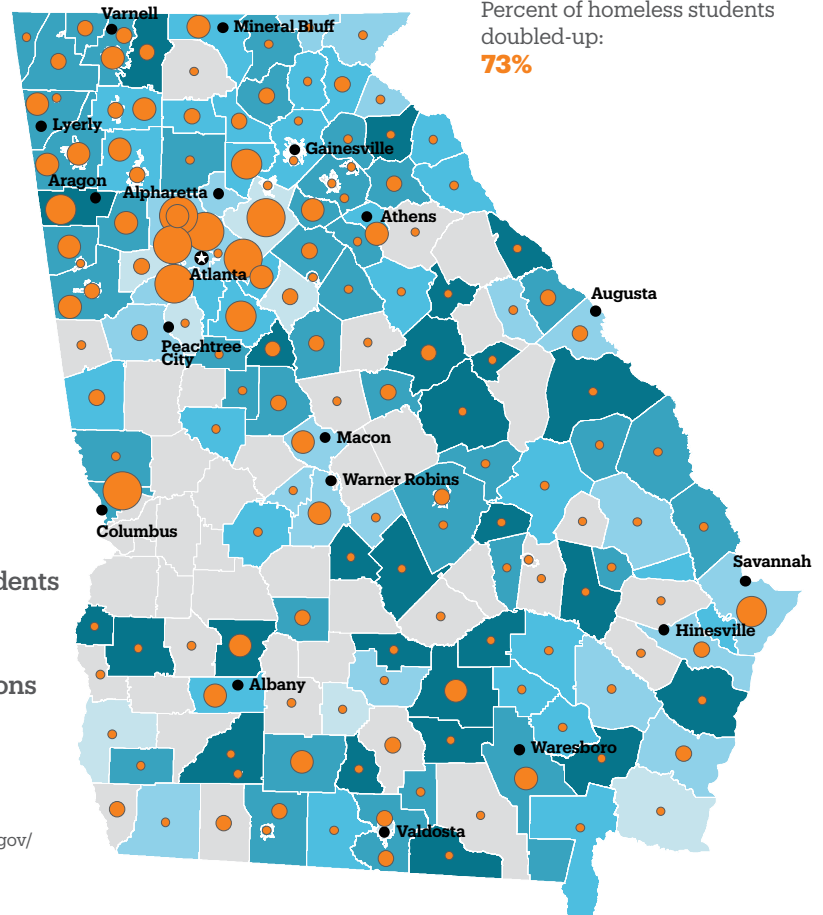 Percent of homeless students
doubled-up:
73%
Varnell
Mineral Bluff
Lyerly
Gainesville
Aragon
Alpharetta
Athens
Atlanta
Augusta
Peachtree
City
Macon
Warner Robins
Columbus
dents
Savannah
Hinesville
ons
Albany
Waresboro
Valdosta
gov/